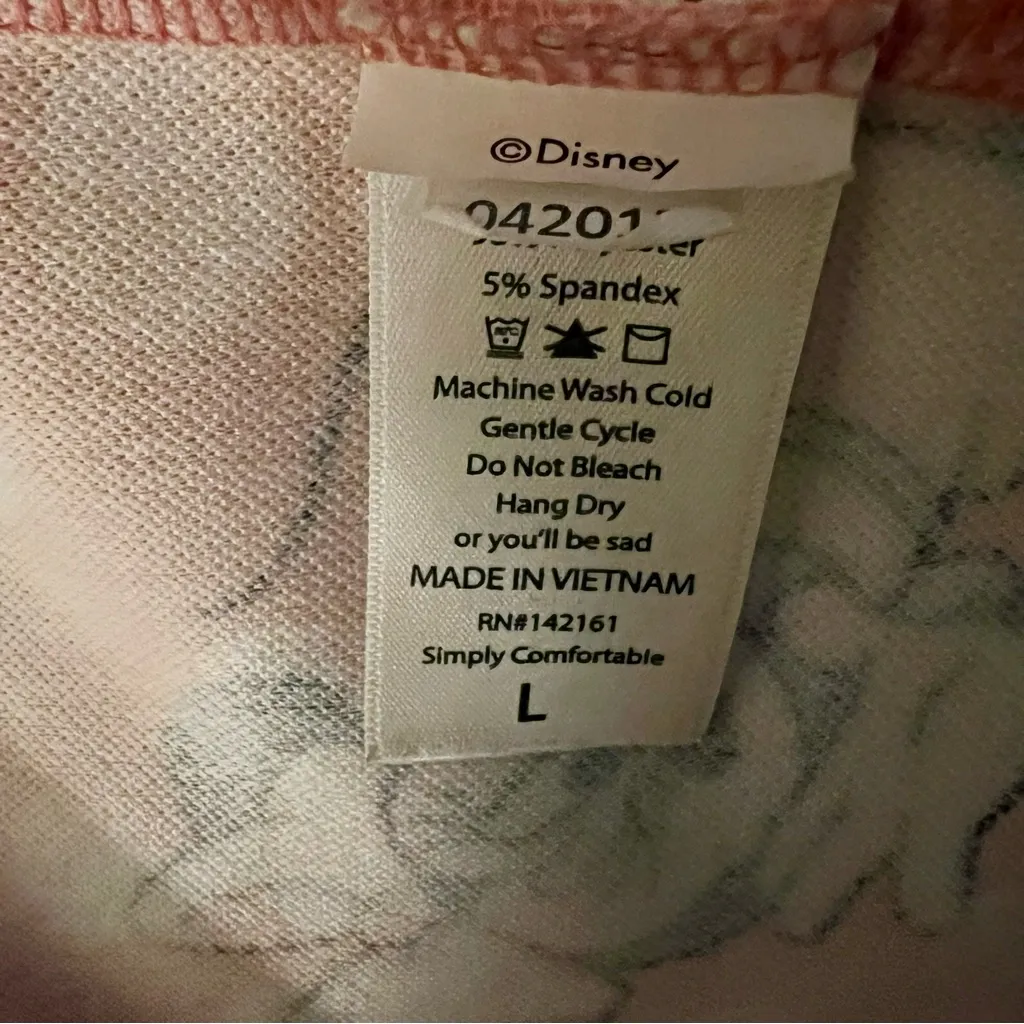 ©Disney
04201
5% Spandex
Machine Wash Cold
Gentle Cycle
Do Not Bleach
Hang Dry
or you'll be sad
MADE IN VIETNAM
RN#142161
Simply Comfortable
L